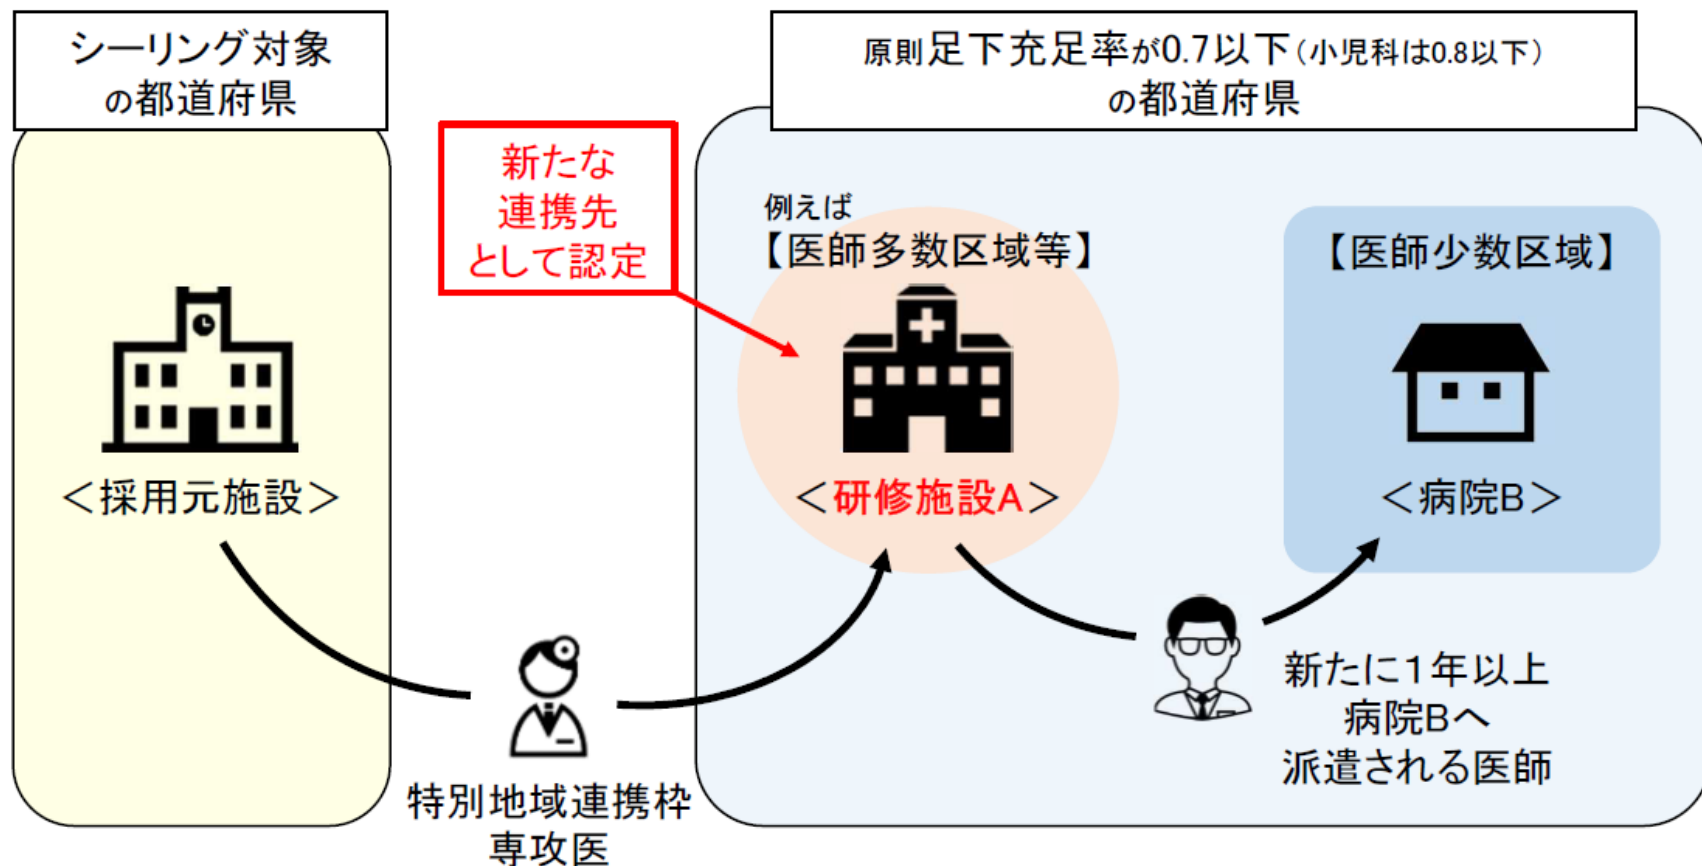 シーリング対象
の都道府県
原則足下充足率が0.7以下(小児科は0.8以下)
の都道府県
新たな
連携先
として認定
例えば
【医師多数区域等】
【医師少数区域】
＜採用元施設＞
＜研修施設A＞
＜病院B＞
特別地域連携枠
専攻医
新たに１年以上
病院Bへ
派遣される医師